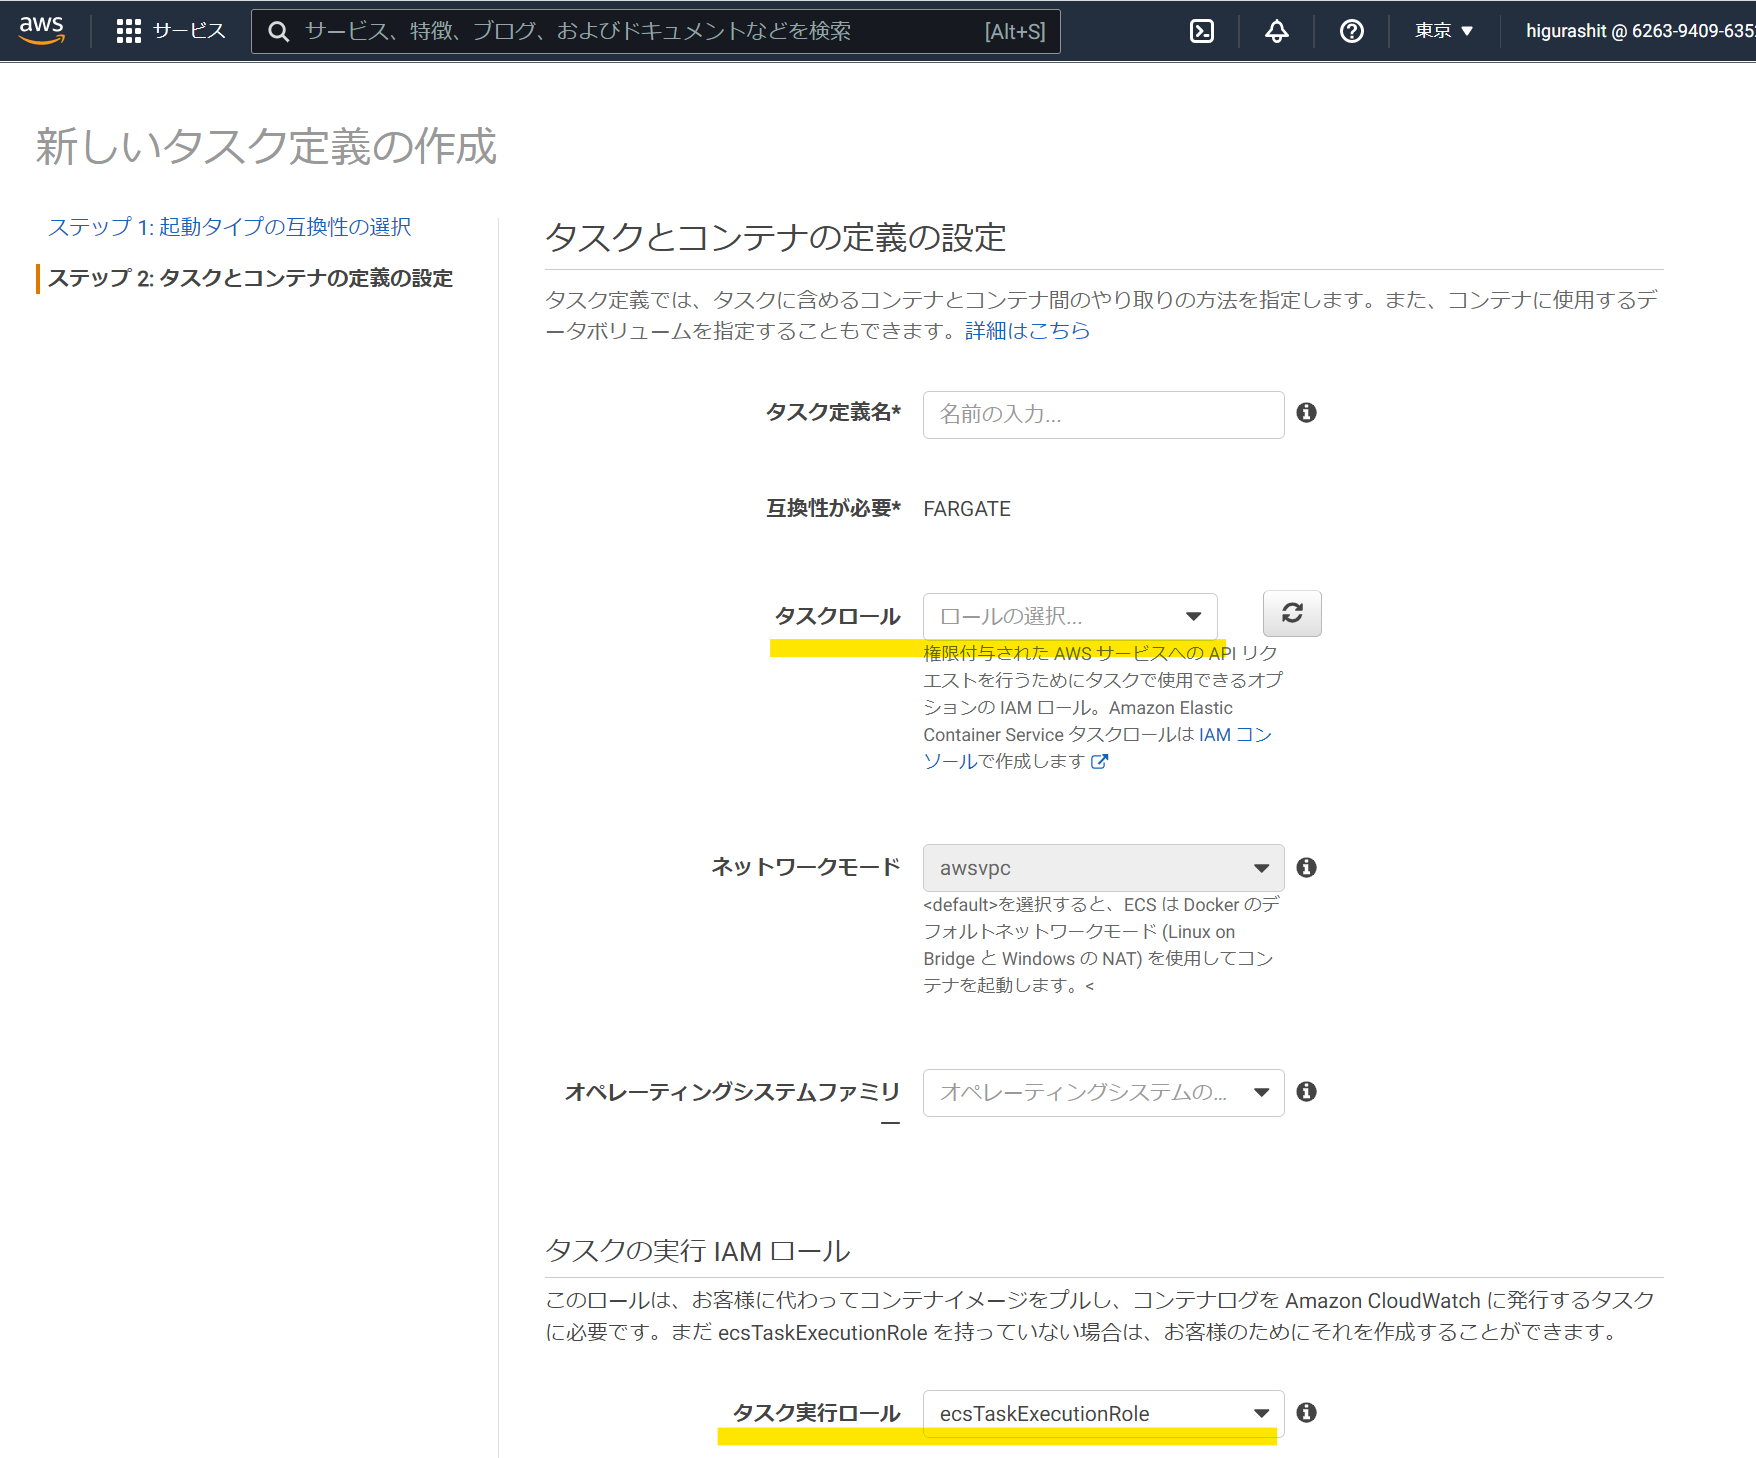 aws サービス サービス、特徴、ブログ、およびドキュメントなどを検索 [Alt+S] 東京 higurashit @ 6263-9409-635
新しいタスク定義の作成
ステップ 1: 起動タイプの互換性の選択
ステップ 2: タスクとコンテナの定義の設定
タスクとコンテナの定義の設定
タスク定義では、タスクに含めるコンテナとコンテナ間のやり取りの方法を指定します。また、コンテナに使用するデ
ータボリュームを指定することもできます。詳細はこちら
タスク定義名* 名前の入力...
互換性が必要* FARGATE
タスクロール ロールの選択...
権限付与された AWS サービスへの API リク
エストを行うためにタスクで使用できるオプ
ションの IAM ロール。Amazon Elastic
Container Service タスクロールは IAM コン
ソールで作成します
ネットワークモード awsvpc
<default>を選択すると、ECS は Docker のデ
フォルトネットワークモード (Linux on
Bridge と Windows の NAT) を使用してコン
テナを起動します。<
オペレーティングシステムファミリ オペレーティングシステムの...
ー
タスクの実行 IAM ロール
このロールは、お客様に代わってコンテナイメージをプルし、コンテナログを Amazon CloudWatch に発行するタスク
に必要です。まだ ecsTaskExecutionRole を持っていない場合は、お客様のためにそれを作成することができます。
タスク実行ロール ecsTaskExecutionRole